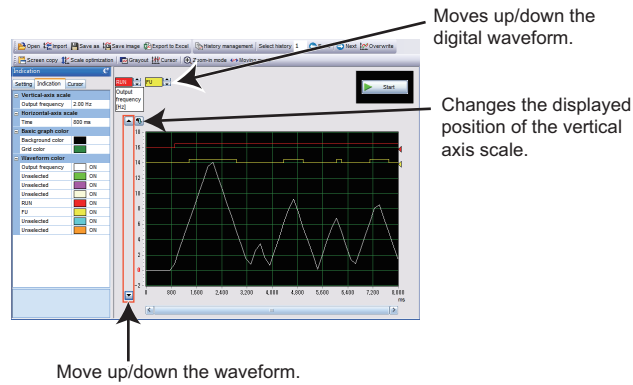 Moves up/down the
digital waveform.
Open Import Save as Save image Export to Excel History management Select history 1 Next Overwrite
Screen copy Scale optimization Grayout Cursor Zoom-in mode
Indication
Setting Indication Cursor
Vertical-axis scale
Output frequency 2.00 Hz
Horizontal-axis scale
Time 800 ms
Basic graph color
Background color
Grid color
Waveform color
Output frequency ON
Unselected ON
Unselected ON
Unselected ON
RUN ON
FU ON
Unselected ON
Unselected ON
RUN FU
Output
frequency
[Hz]
Start
Changes the displayed
position of the vertical
axis scale.
18
16
14
12
10
8
6
4
2
0
-2
0 800 1,600 2,400 3,200 4,000 4,800 5,600 6,400 7,200 8,000
ms
Move up/down the waveform.